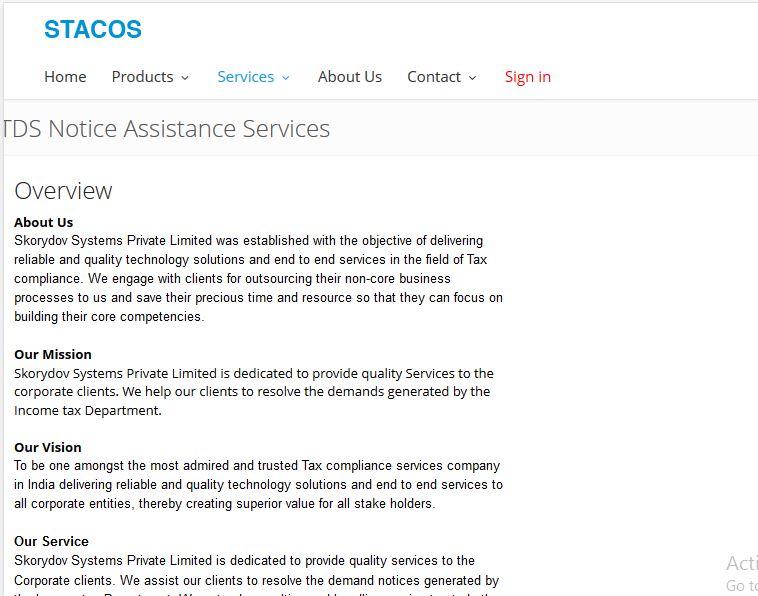 STACOS
Home Products Services About Us Contact Sign in
TDS Notice Assistance Services
Overview
About Us
Skorydov Systems Private Limited was established with the objective of delivering
reliable and quality technology solutions and end to end services in the field of Tax
compliance. We engage with clients for outsourcing their non-core business
processes to us and save their precious time and resource so that they can focus on
building their core competencies.
Our Mission
Skorydov Systems Private Limited is dedicated to provide quality Services to the
corporate clients. We help our clients to resolve the demands generated by the
Income tax Department.
Our Vision
To be one amongst the most admired and trusted Tax compliance services company
in India delivering reliable and quality technology solutions and end to end services to
all corporate entities, thereby creating superior value for all stake holders.
Our Service
Skorydov Systems Private Limited is dedicated to provide quality services to the
Corporate clients. We assist our clients to resolve the demand notices generated by
Acti
Go to